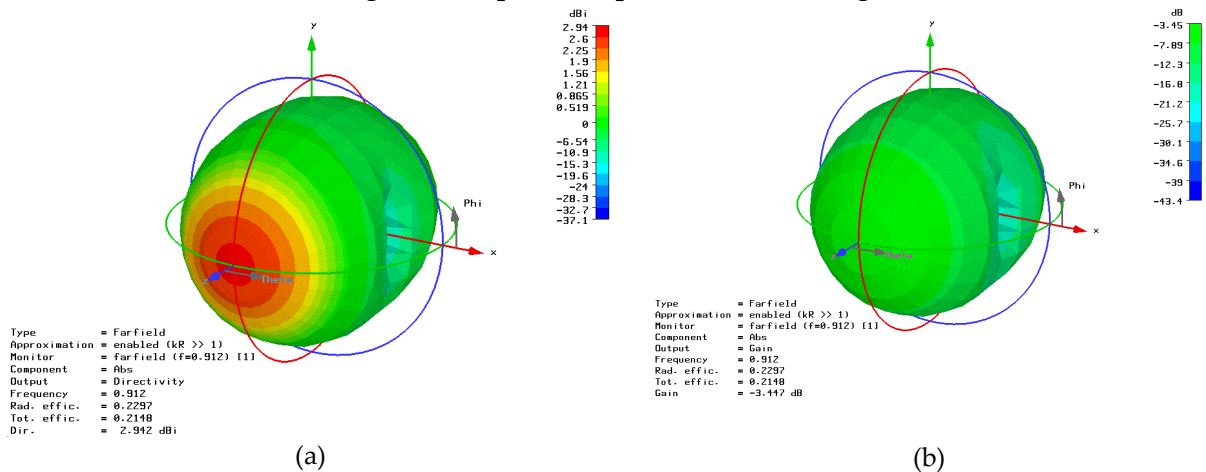 dBi
2.94
2.6
2.25
1.9
1.56
1.21
0.865
0.519
0
-6.54
-10.9
-15.3
-19.6
-24
-28.3
-32.7
-37.1
y
Phi
x
z
Theta
Type = Farfield
Approximation = enabled (kR >> 1)
Monitor = farfield (f=0.912) [1]
Component = Abs
Output = Directivity
Frequency = 0.912
Rad. effic. = 0.2297
Tot. effic. = 0.2148
Dir. = 2.942 dBi
(a)
dB
-3.45
-7.89
-12.3
-16.8
-21.2
-25.7
-30.1
-34.6
-39
-43.4
y
Phi
x
z
Theta
Type = Farfield
Approximation = enabled (kR >> 1)
Monitor = farfield (f=0.912) [1]
Component = Abs
Output = Gain
Frequency = 0.912
Rad. effic. = 0.2297
Tot. effic. = 0.2148
Gain = -3.447 dB
(b)